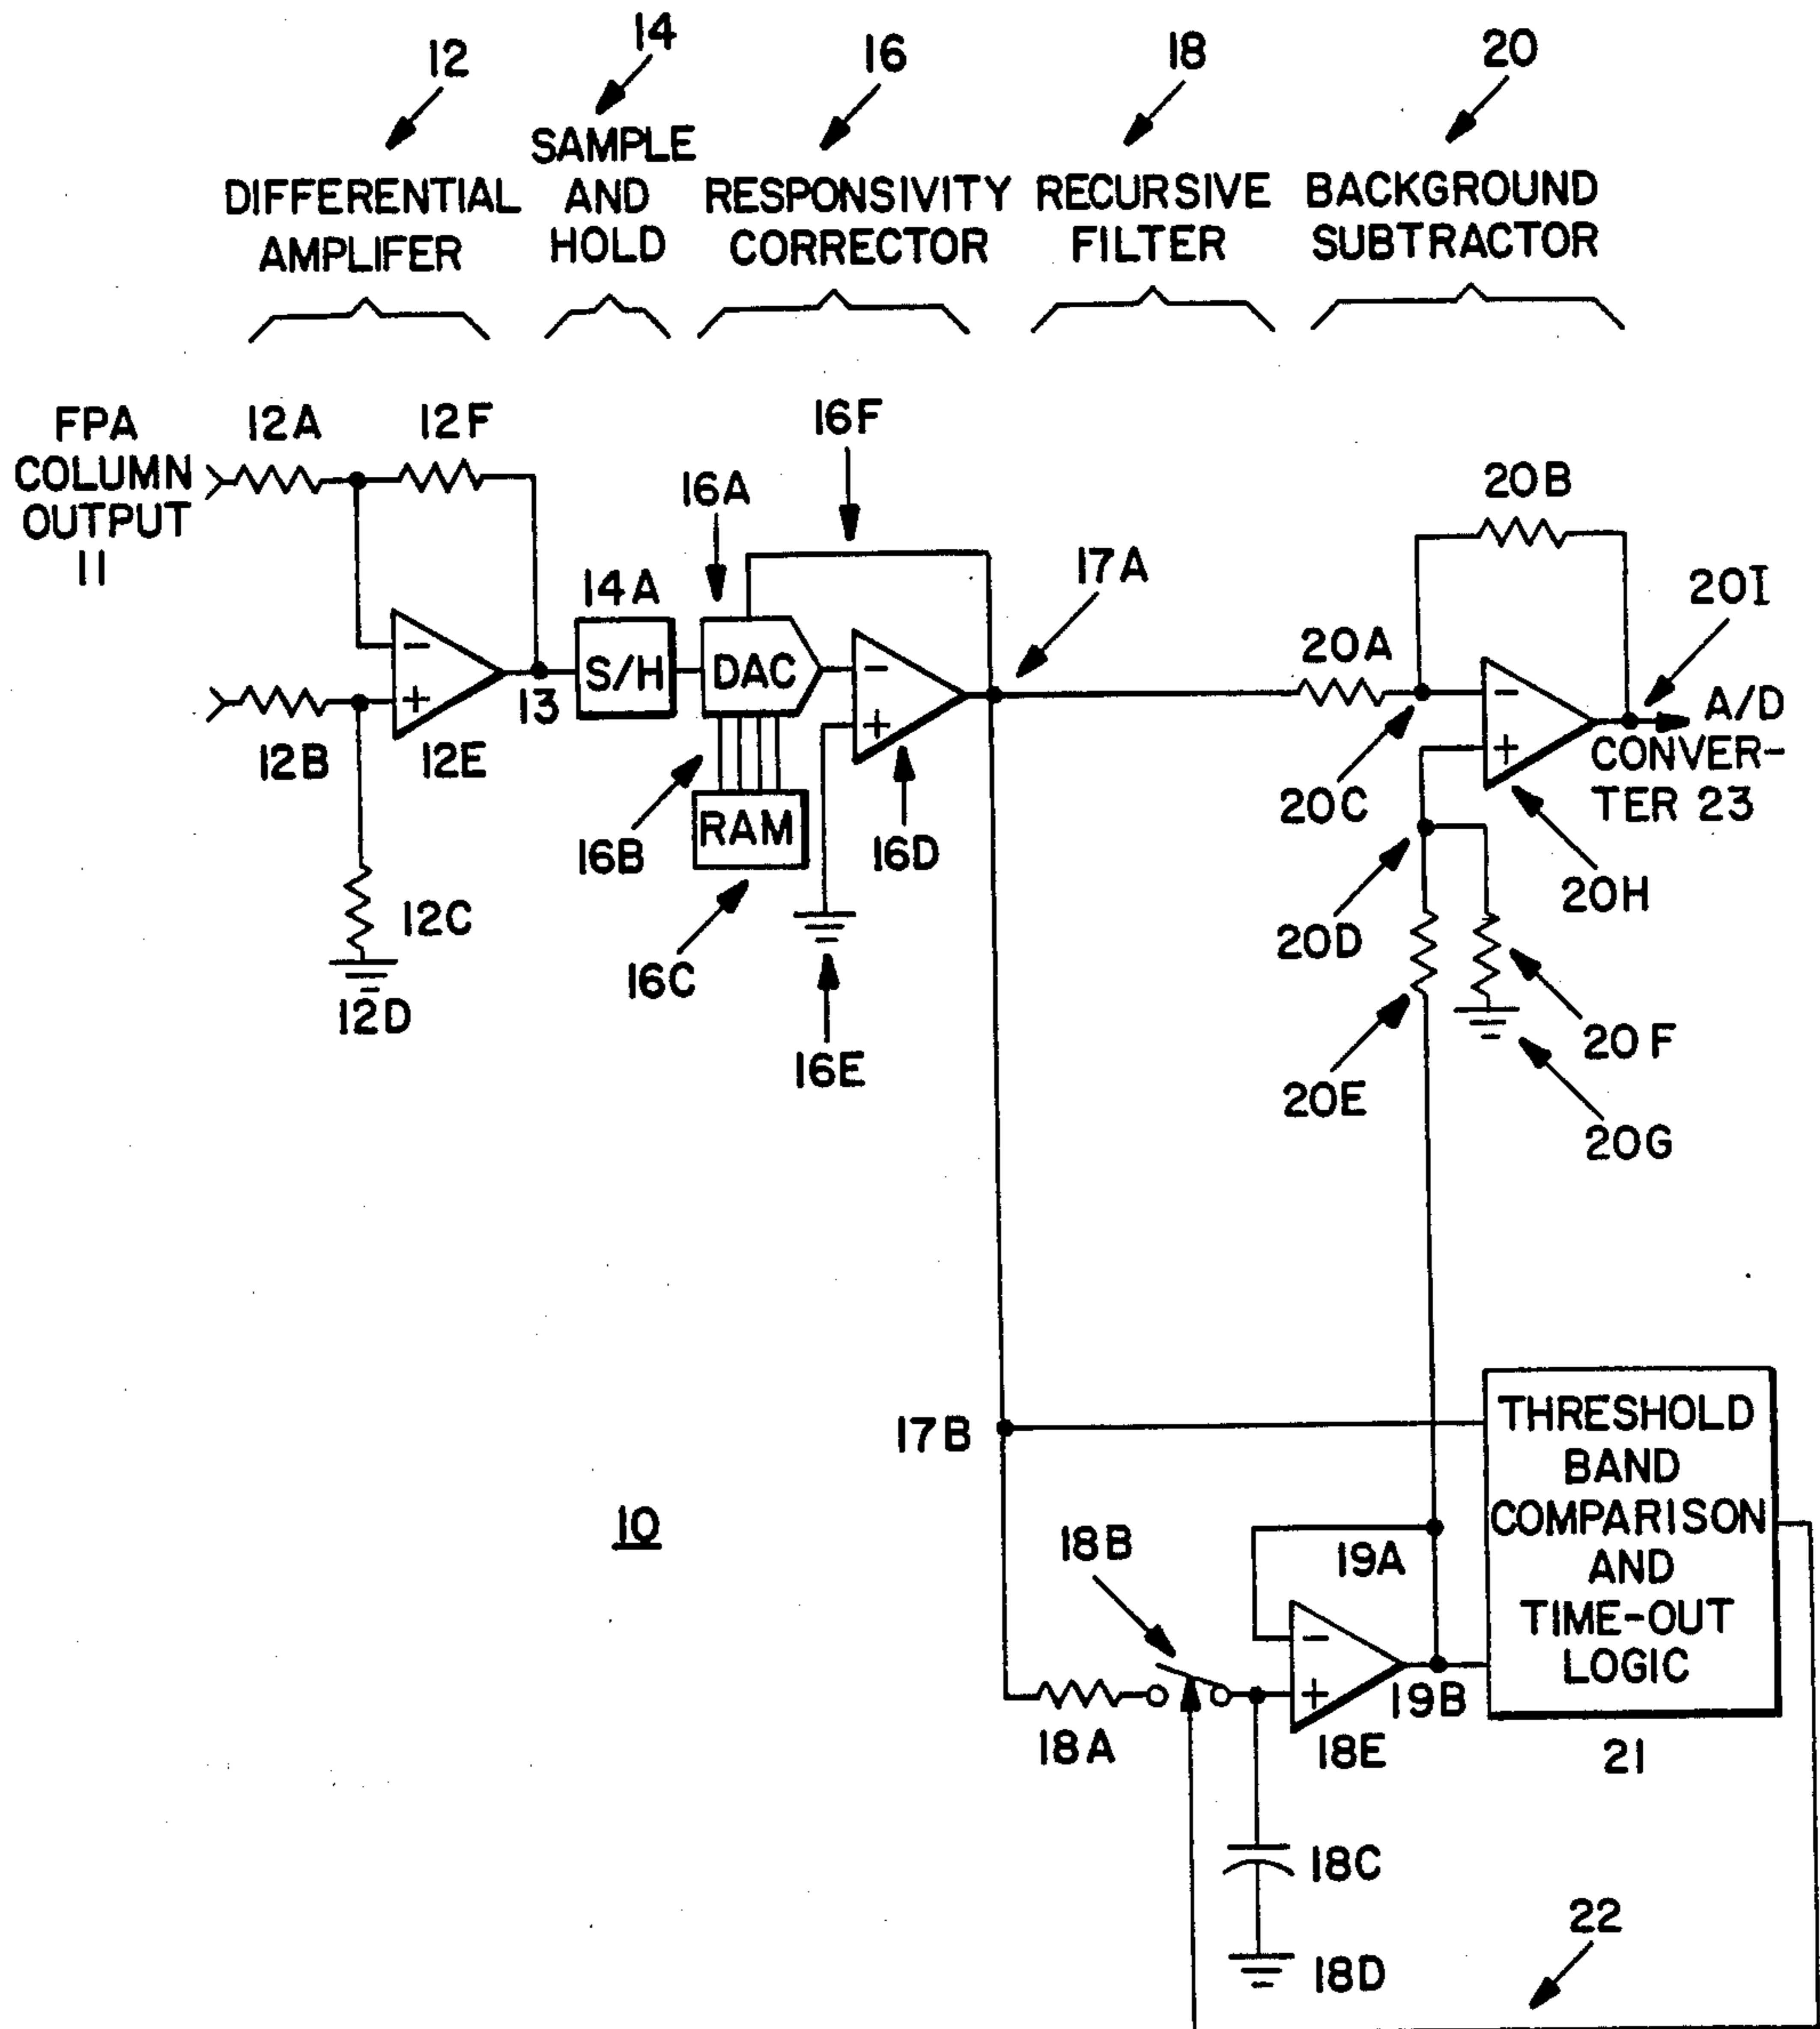 12
14
16
18
20
DIFFERENTIAL
AMPLIFER
SAMPLE
AND
HOLD
RESPONSIVITY
CORRECTOR
RECURSIVE
FILTER
BACKGROUND
SUBTRACTOR
FPA
COLUMN
OUTPUT
11
12A
12F
12B
12E
12C
12D
13
14A
S/H
16A
16F
DAC
16B
RAM
16C
16D
16E
17A
20A
20B
20C
20I
A/D
CONVER-
TER 23
20H
20D
20E
20F
20G
17B
10
18B
19A
18A
18E
19B
THRESHOLD
BAND
COMPARISON
AND
TIME-OUT
LOGIC
21
18C
18D
22